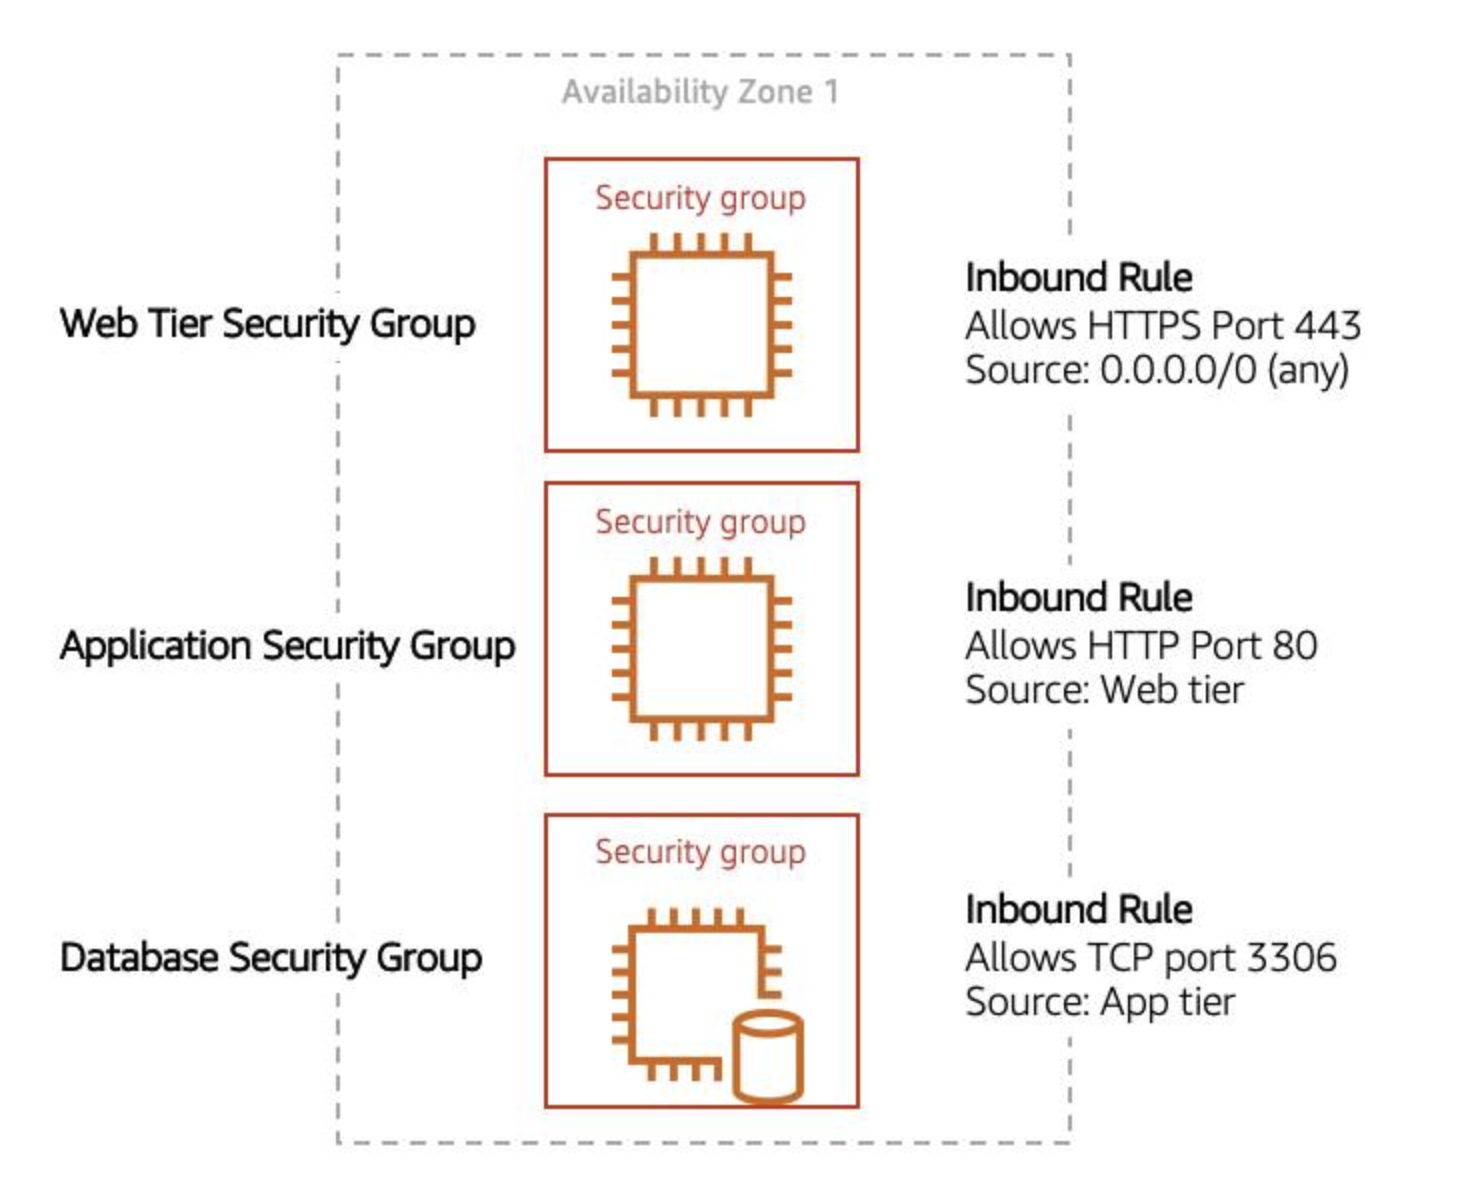 Availability Zone 1
Security group
Web Tier Security Group
Inbound Rule
Allows HTTPS Port 443
Source: 0.0.0.0/0 (any)
Security group
Application Security Group
Inbound Rule
Allows HTTP Port 80
Source: Web tier
Security group
Database Security Group
Inbound Rule
Allows TCP port 3306
Source: App tier